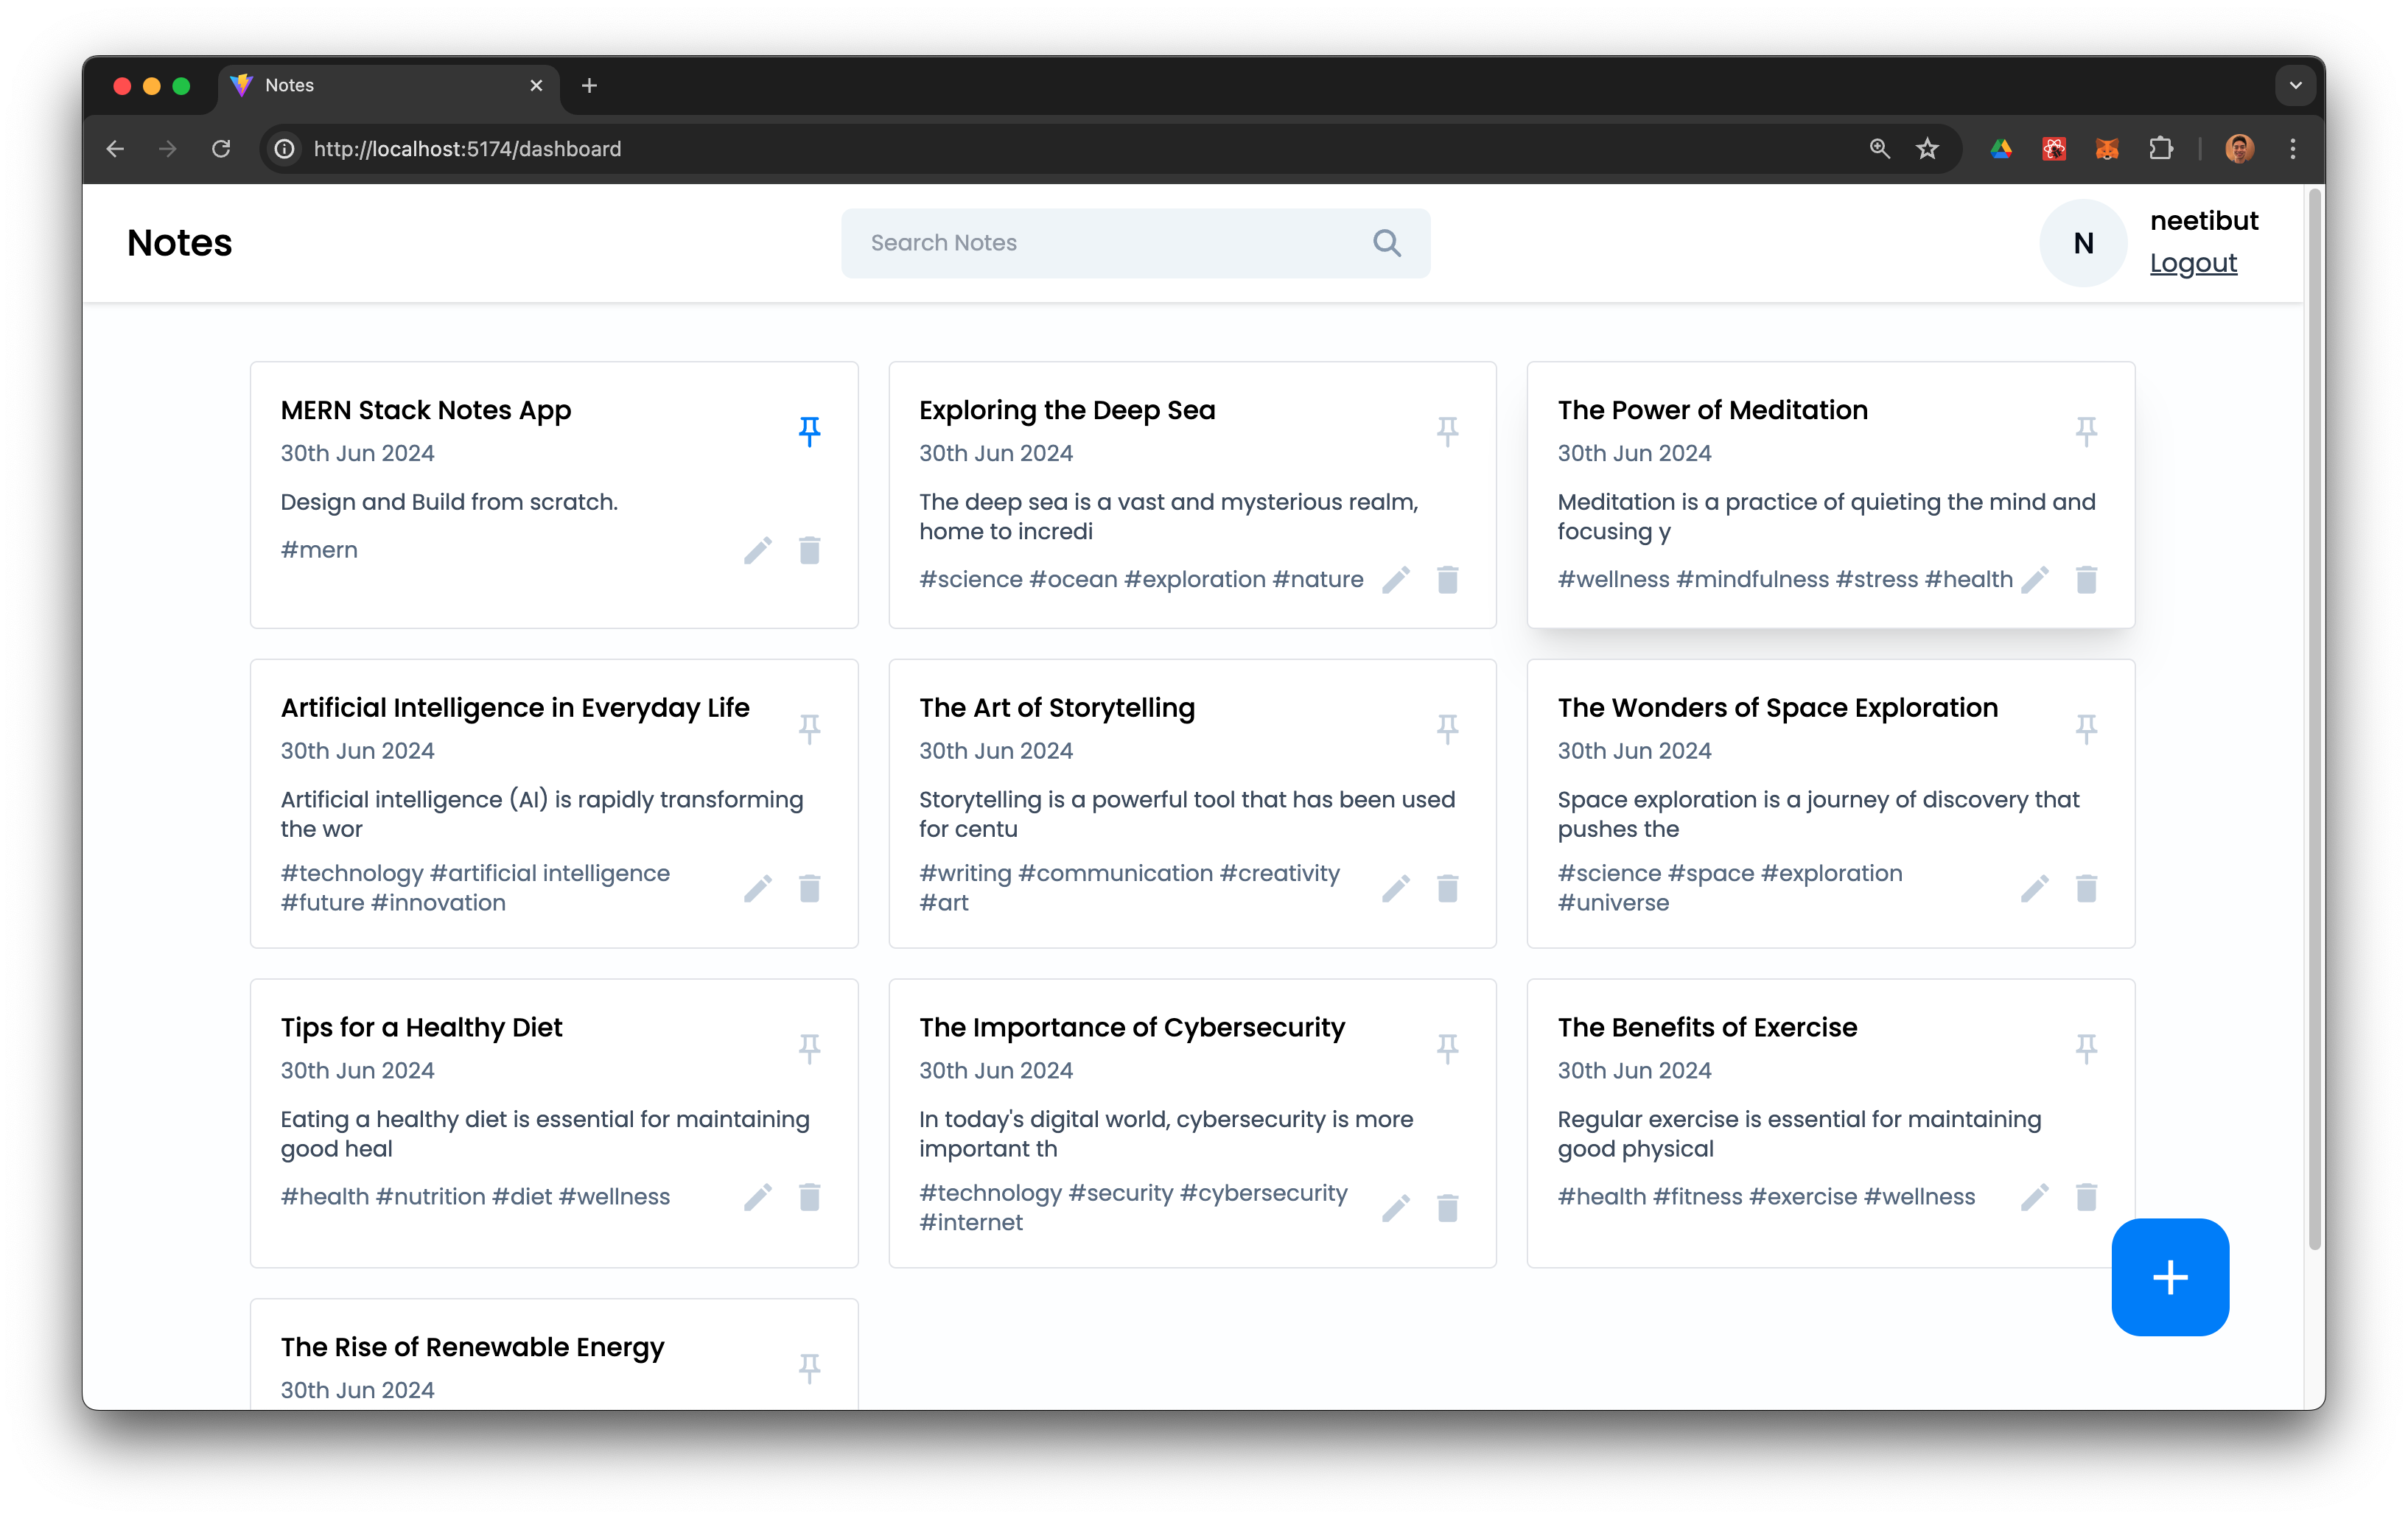 Notes
http://localhost:5174/dashboard
Notes
Search Notes
N
neetibut
Logout
MERN Stack Notes App
30th Jun 2024
Design and Build from scratch.
#mern
Exploring the Deep Sea
30th Jun 2024
The deep sea is a vast and mysterious realm,
home to incredi
#science #ocean #exploration #nature
The Power of Meditation
30th Jun 2024
Meditation is a practice of quieting the mind and
focusing y
#wellness #mindfulness #stress #health
Artificial Intelligence in Everyday Life
30th Jun 2024
Artificial intelligence (AI) is rapidly transforming
the wor
#technology #artificial intelligence
#future #innovation
The Art of Storytelling
30th Jun 2024
Storytelling is a powerful tool that has been used
for centu
#writing #communication #creativity
#art
The Wonders of Space Exploration
30th Jun 2024
Space exploration is a journey of discovery that
pushes the
#science #space #exploration
#universe
Tips for a Healthy Diet
30th Jun 2024
Eating a healthy diet is essential for maintaining
good heal
#health #nutrition #diet #wellness
The Importance of Cybersecurity
30th Jun 2024
In today's digital world, cybersecurity is more
important th
#technology #security #cybersecurity
#internet
The Benefits of Exercise
30th Jun 2024
Regular exercise is essential for maintaining
good physical
#health #fitness #exercise #wellness
The Rise of Renewable Energy
30th Jun 2024